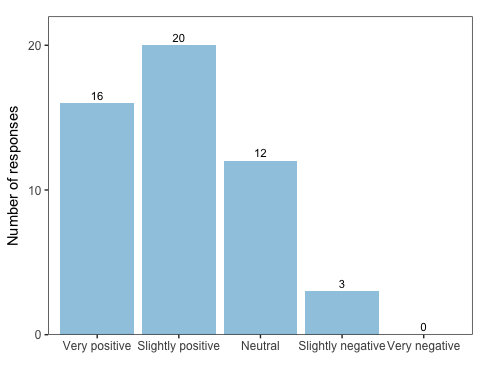 20
16
12
3
0
20
10
0
Number of responses
Very positive
Slightly positive
Neutral
Slightly negative
Very negative